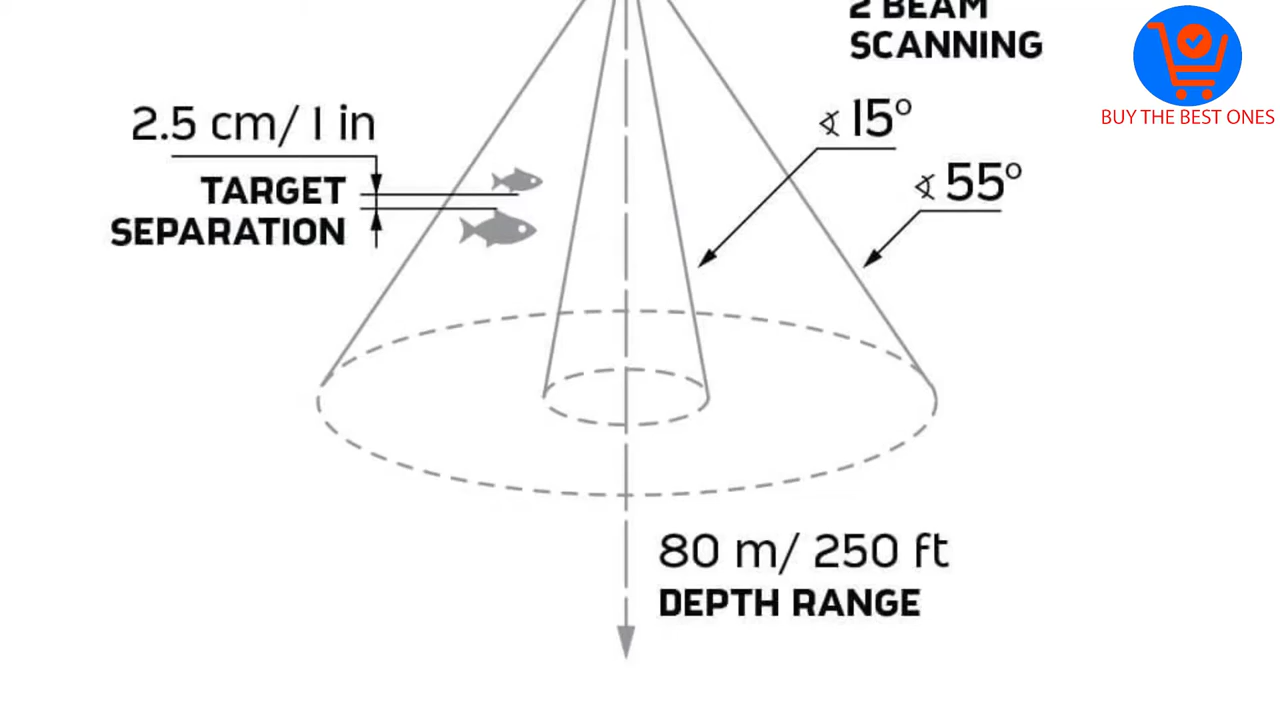 2 BEAM
SCANNING
BUY THE BEST ONES
2.5 cm/ 1 in
TARGET
SEPARATION
∢ 15°
∢ 55°
80 m/ 250 ft
DEPTH RANGE